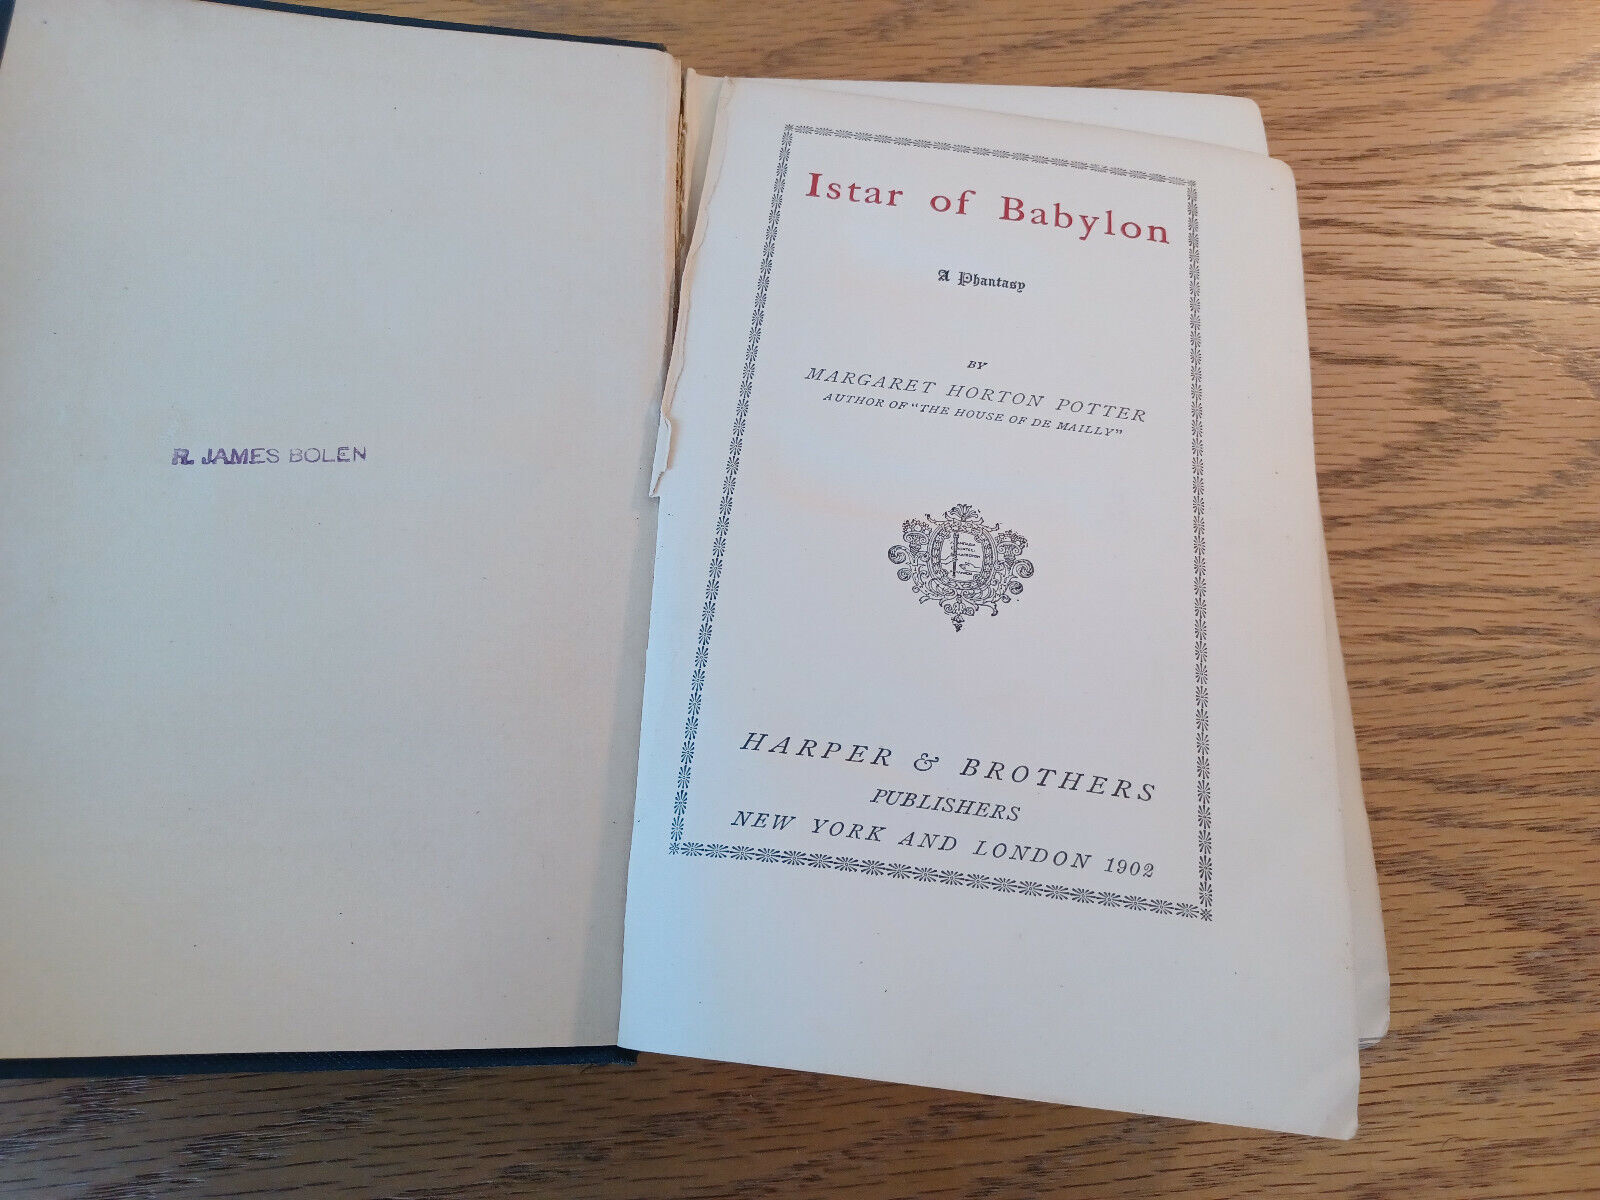 R. JAMES BOLEN
Istar of Babylon
A Phantasy
BY
MARGARET HORTON POTTER
AUTHOR OF "THE HOUSE OF DE MAILLY"
HARPER & BROTHERS
PUBLISHERS
NEW YORK AND LONDON 1902